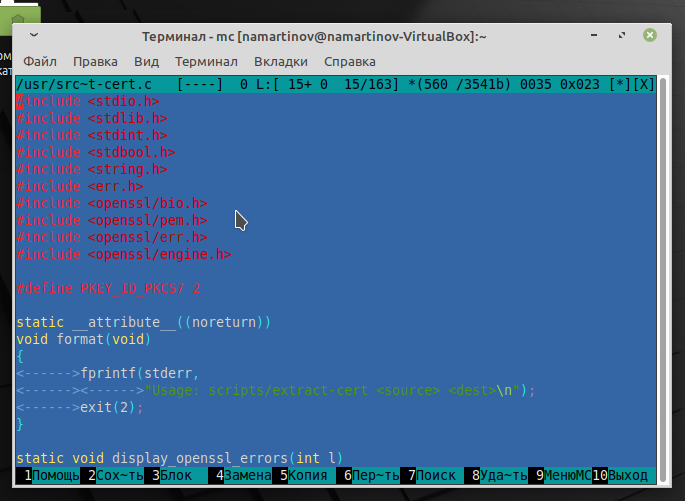 Терминал - mc [namartinov@namartinov-VirtualBox]:~
Файл Правка Вид Терминал Вкладки Справка
/usr/src~t-cert.c [----] 0 L:[ 15+ 0 15/163] *(560 /3541b) 0035 0x023 [*][X]
#include <stdio.h>
#include <stdlib.h>
#include <stdint.h>
#include <stdbool.h>
#include <string.h>
#include <err.h>
#include <openssl/bio.h>
#include <openssl/pem.h>
#include <openssl/err.h>
#include <openssl/engine.h>
#define PKEY_ID_PKCS7 2
static __attribute__((noreturn))
void format(void)
{
<------>fprintf(stderr,
<------><------>"Usage: scripts/extract-cert <source> <dest>\n");
<------>exit(2);
}
static void display_openssl_errors(int l)
1Помощь 2Сох~ть 3Блок 4Замена 5Копия 6Пер~ть 7Поиск 8Уда~ть 9МенюMC 10Выход